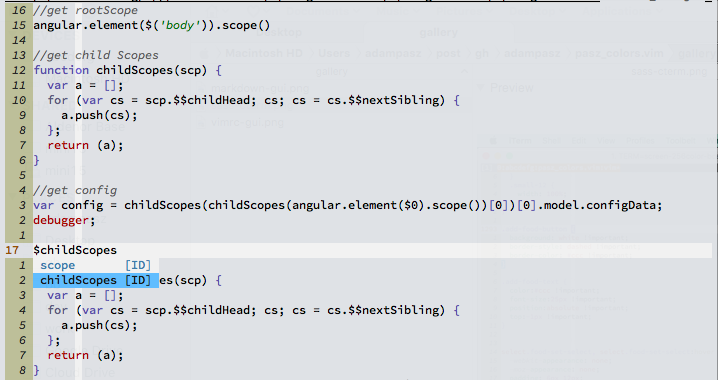 16 //get rootScope
15 angular.element($('body')).scope()
14
13 //get child Scopes
12 function childScopes(scp) {
11   var a = [];
10   for (var cs = scp.$$childHead; cs; cs = cs.$$nextSibling) {
9     a.push(cs);
8   };
7   return (a);
6 }
5
4 //get config
3 var config = childScopes(childScopes(angular.element($0).scope())[0])[0].model.configData;
2 debugger;
1
17 $childScopes
1 scope [ID]
2 childScopes [ID] es(scp) {
3   var a = [];
4   for (var cs = scp.$$childHead; cs; cs = cs.$$nextSibling) {
5     a.push(cs);
6   };
7   return (a);
8 }